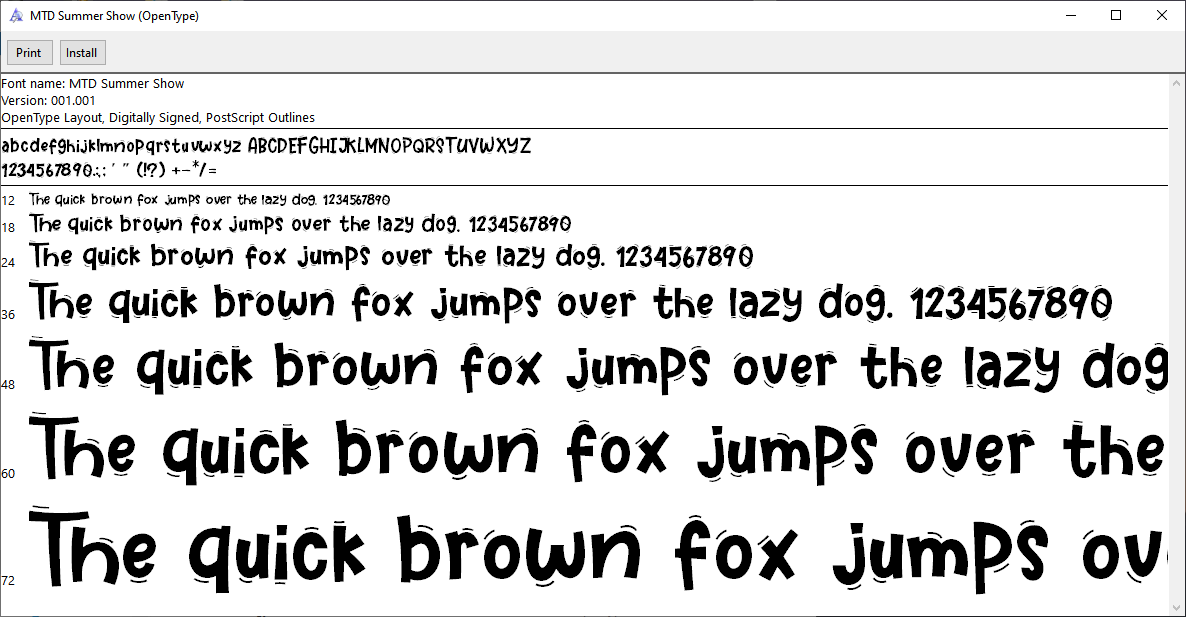 MTD Summer Show (OpenType)
Print Install
Font name: MTD Summer Show
Version: 001.001
OpenType Layout, Digitally Signed, PostScript Outlines
abcdefghijklmnopqrstuvwxyz ABCDEFGHIJKLMNOPQRSTUVWXYZ
1234567890.:,; ' " (!?) +-*/=
12 The quick brown fox jumps over the lazy dog. 1234567890
18 The quick brown fox jumps over the lazy dog. 1234567890
24 The quick brown fox jumps over the lazy dog. 1234567890
36 The quick brown fox jumps over the lazy dog. 1234567890
48 The quick brown fox jumps over the lazy dog
60 The quick brown fox jumps over the
72 The quick brown fox jumps ov